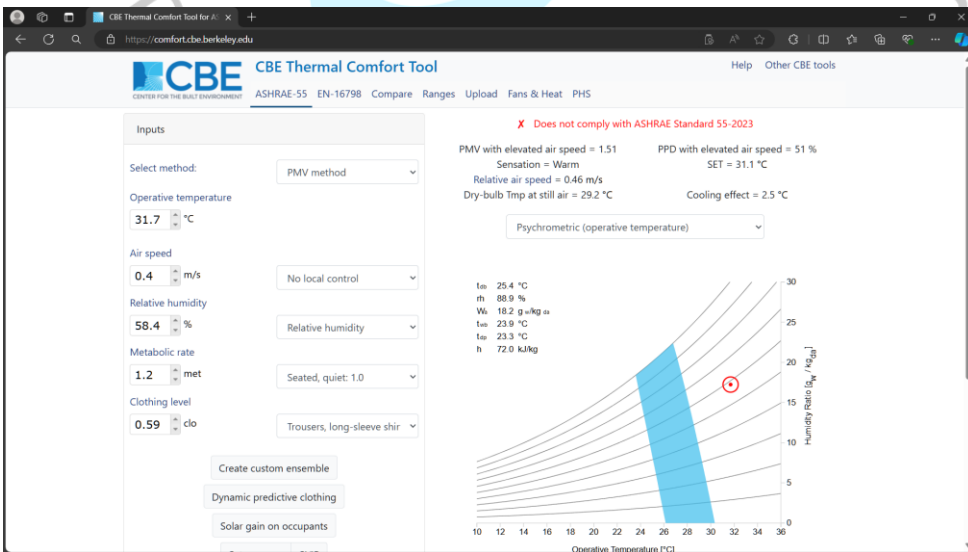 CBE Thermal Comfort Tool for AS
https://comfort.cbe.berkeley.edu
CBE
CENTER FOR THE BUILT ENVIRONMENT
CBE Thermal Comfort Tool
Help Other CBE tools
ASHRAE-55 EN-16798 Compare Ranges Upload Fans & Heat PHS
Inputs
Select method:
PMV method
Operative temperature
31.7 °C
Air speed
0.4 m/s
No local control
Relative humidity
58.4 %
Relative humidity
Metabolic rate
1.2 met
Seated, quiet: 1.0
Clothing level
0.59 clo
Trousers, long-sleeve shir
Create custom ensemble
Dynamic predictive clothing
Solar gain on occupants
✗ Does not comply with ASHRAE Standard 55-2023
PMV with elevated air speed = 1.51 PPD with elevated air speed = 51 %
Sensation = Warm SET = 31.1 °C
Relative air speed = 0.46 m/s
Dry-bulb Tmp at still air = 29.2 °C Cooling effect = 2.5 °C
Psychrometric (operative temperature)
tdb 25.4 °C
rh 88.9 %
Wa 18.2 g w/kg da
twb 23.9 °C
tdp 23.3 °C
h 72.0 kJ/kg
30
25
20
15
10
5
0
Humidity Ratio [gw / kgda]
10 12 14 16 18 20 22 24 26 28 30 32 34 36
Operative Temperature [°C]